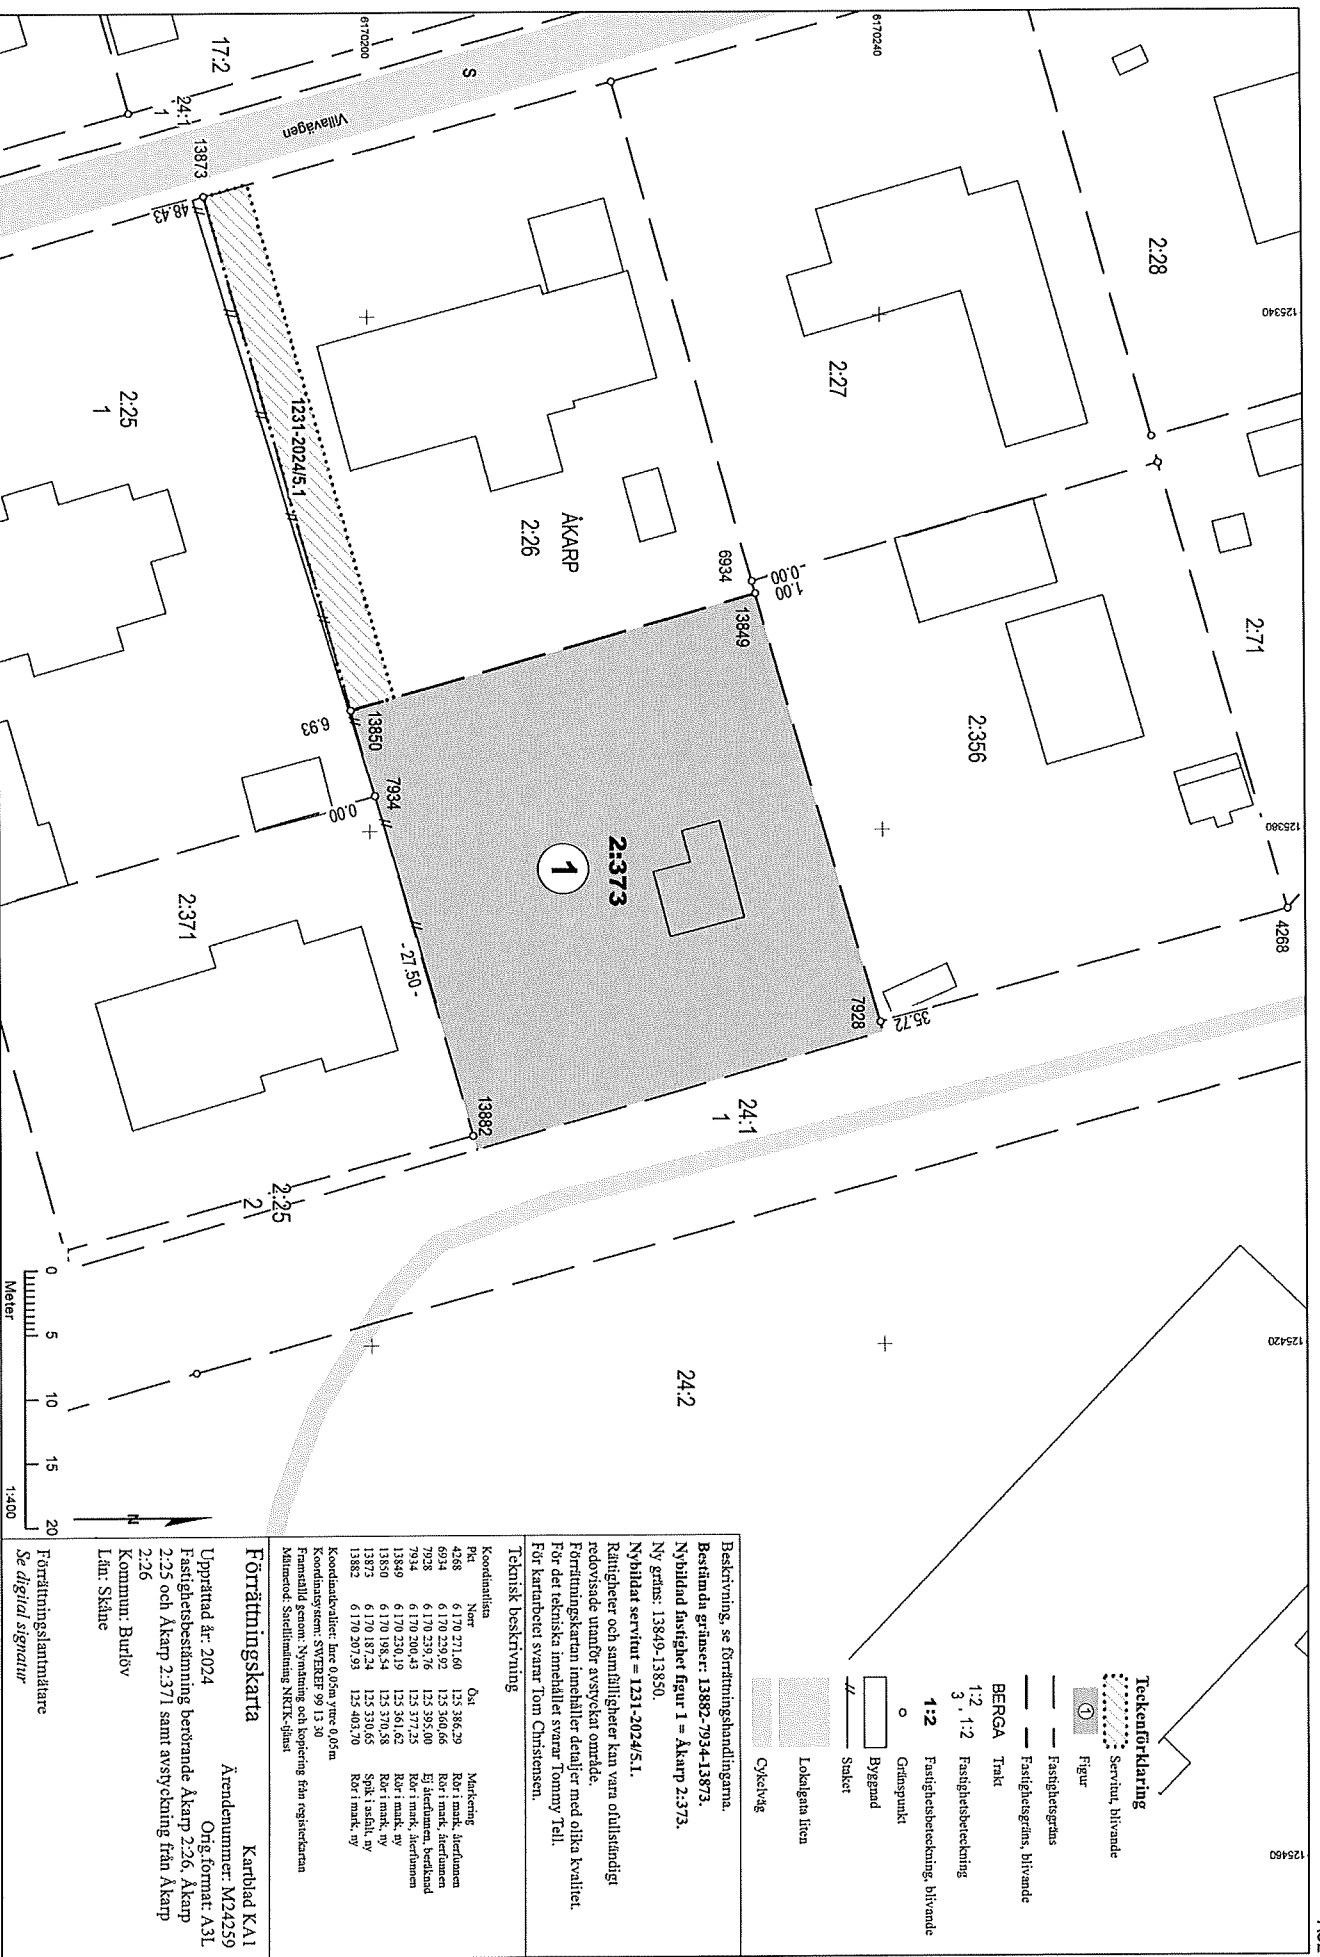 6170200
6170240
17:2
24:1
1
13873
48.43
Villavägen
S
2:28
125340
2:27
2:25
1
1231-2024/5.1
ÅKARP
2:26
6934
-0.00-
1.00
13849
2:71
2:356
13850
6.93
7934
0.00
2:373
1
125380
4268
2:371
- 27.50 -
7928
35.72
13882
24:1
1
2:25
2
125420
24:2
125460
0 5 10 15 20
Meter
1:400
N
Teckenförklaring
Servitut, blivande
1 Figur
Fastighetsgräns
Fastighetsgräns, blivande
BERGA Trakt
1:2, 1:2 Fastighetsbeteckning
3
1:2 Fastighetsbeteckning, blivande
Gränspunkt
Byggnad
Staket
Lokalgata liten
Cykelväg
Beskrivning, se förrättningshandlingarna.
Bestämda gränser: 13882-7934-13873.
Nybildad fastighet figur 1 = Åkarp 2:373.
Ny gräns: 13849-13850.
Nybildat servitut = 1231-2024/5.1.
Rättigheter och samfälligheter kan vara ofullständigt
redovisade utanför avstyckat område.
Förrättningskartan innehåller detaljer med olika kvalitet.
För det tekniska innehållet svarar Tommy Tell.
För kartarbetet svarar Tom Christensen.
Teknisk beskrivning
Koordinatlista
Pkt Norr Öst Markering
4268 6 170 271,60 125 386,29 Rör i mark, återfunnen
6934 6 170 229,92 125 360,66 Rör i mark, återfunnen
7928 6 170 239,76 125 395,00 Ej återfunnen, beräknad
7934 6 170 200,43 125 377,25 Rör i mark, återfunnen
13849 6 170 230,19 125 361,62 Rör i mark, ny
13850 6 170 198,54 125 370,58 Rör i mark, ny
13873 6 170 187,24 125 330,65 Spik i asfalt, ny
13882 6 170 207,93 125 403,70 Rör i mark, ny
Koordinatkvalitet: Inre 0,05m yttre 0,05m
Koordinatsystem: SWEREF 99 13 30
Framställd genom: Nymätning och kopiering från registerkartan
Mätmetod: Satellitmätning NRTK-tjänst
Förrättningskarta Kartblad KA1
Ärendenummer: M24259
Upprättad år: 2024 Orig.format: A3L
Fastighetsbestämning berörande Åkarp 2:26, Åkarp
2:25 och Åkarp 2:371 samt avstyckning från Åkarp
2:26
Kommun: Burlöv
Län: Skåne
Förrättningslantmätare
Se digital signatur